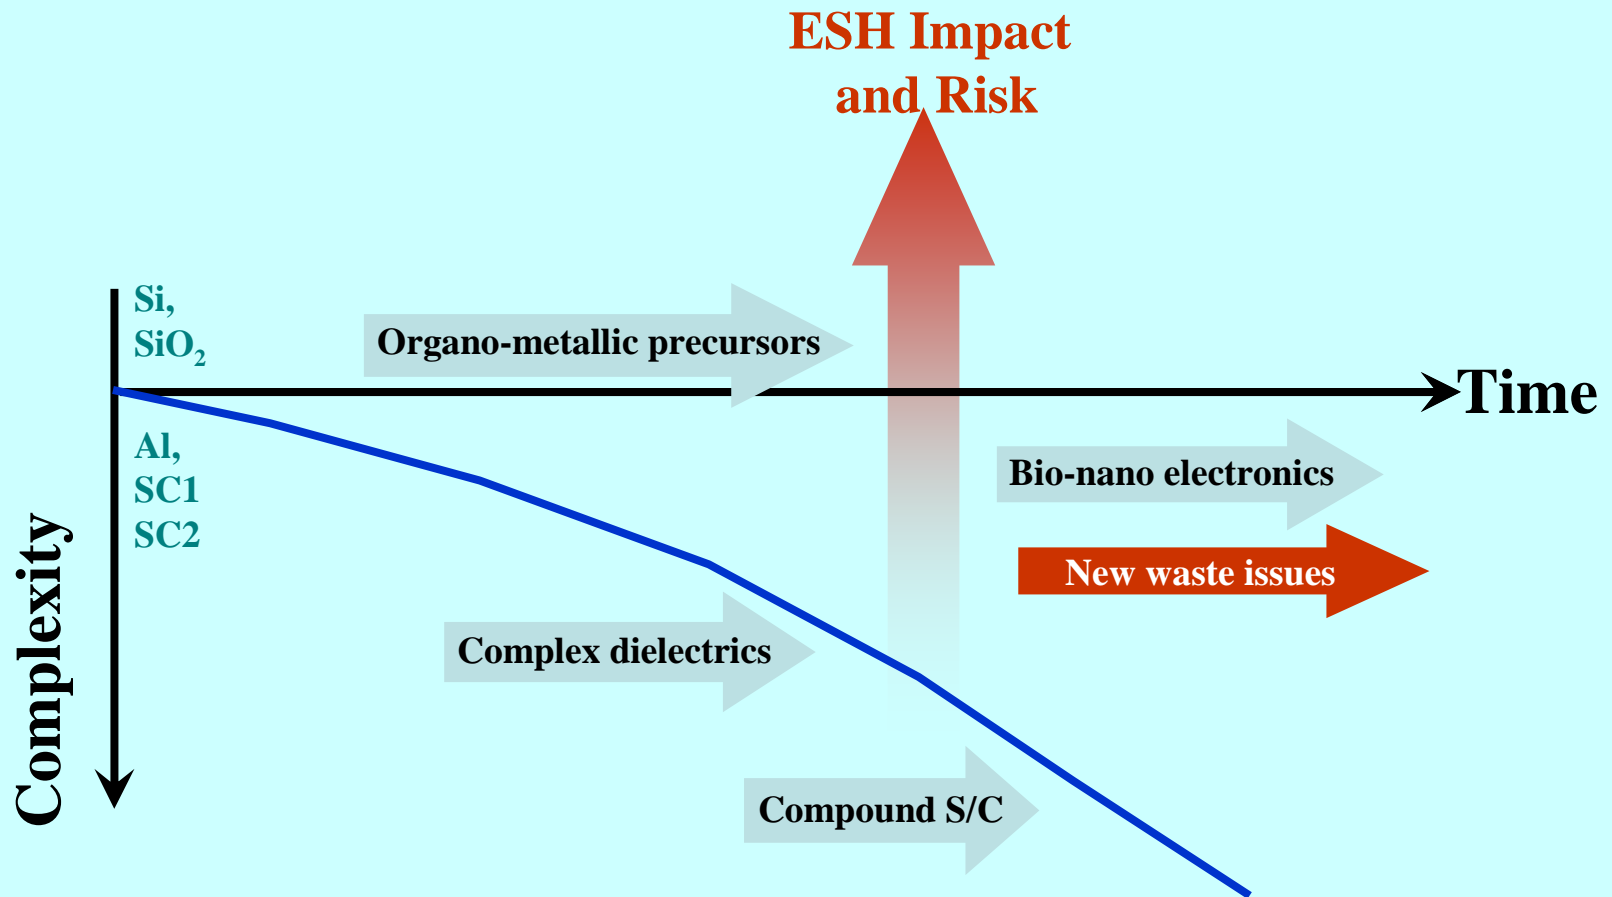 ESH Impact
and Risk
Si,
SiO₂
Organo-metallic precursors
Time
Al,
SC1
SC2
Bio-nano electronics
New waste issues
Complexity
Complex dielectrics
Compound S/C